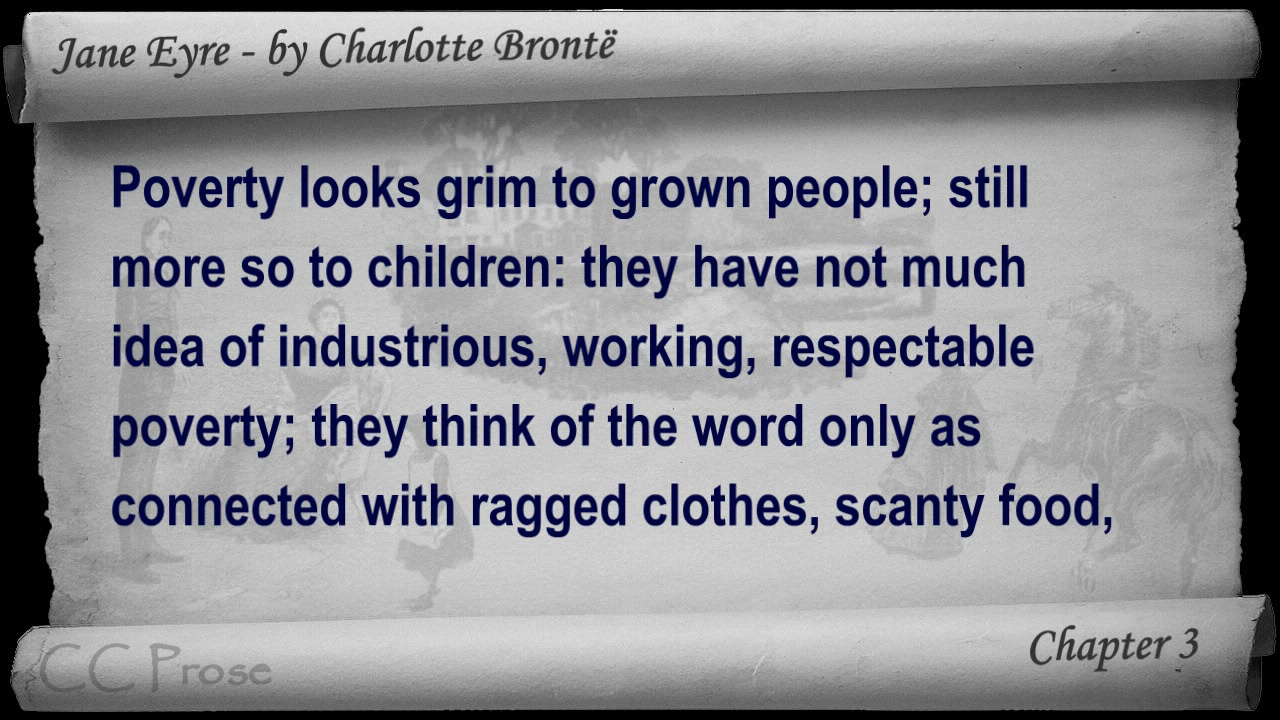 Jane Eyre - by Charlotte Brontë
Poverty looks grim to grown people; still
more so to children: they have not much
idea of industrious, working, respectable
poverty; they think of the word only as
connected with ragged clothes, scanty food,
Chapter 3
CC Prose